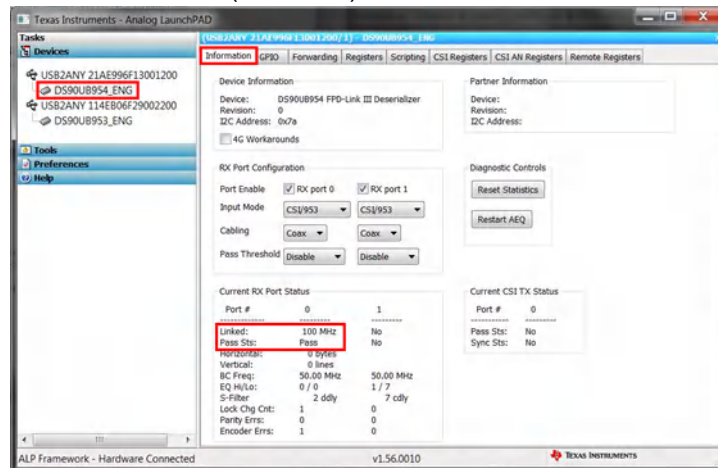 Texas Instruments - Analog LaunchPAD
Tasks
Devices
USB2ANY 21AE996F13001200
DS90UB954_ENG
USB2ANY 114EB06F29002200
DS90UB953_ENG
Tools
Preferences
Help
(USB2ANY 21AE996F13001200/1) - DS90UB954_ENG
Information GPIO Forwarding Registers Scripting CSI Registers CSI AN Registers Remote Registers
Device Information
Device: DS90UB954 FPD-Link III Deserializer
Revision: 0
I2C Address: 0x7a
4G Workarounds
Partner Information
Device:
Revision:
I2C Address:
RX Port Configuration
Port Enable RX port 0 RX port 1
Input Mode CSI/953 CSI/953
Cabling Coax Coax
Pass Threshold Disable Disable
Diagnostic Controls
Reset Statistics
Restart AEQ
Current RX Port Status
Port # 0 1
------------ --------- ---------
Linked: 100 MHz No
Pass Sts: Pass No
Horizontal: 0 bytes
Vertical: 0 lines
BC Freq: 50.00 MHz 50.00 MHz
EQ Hi/Lo: 0 / 0 1 / 7
S-Filter 2 ddly 7 cdly
Lock Chg Cnt: 1 0
Parity Errs: 0 0
Encoder Errs: 1 0
Current CSI TX Status
Port # 0
------------ ---------
Pass Sts: No
Sync Sts: No
ALP Framework - Hardware Connected
v1.56.0010
TEXAS INSTRUMENTS